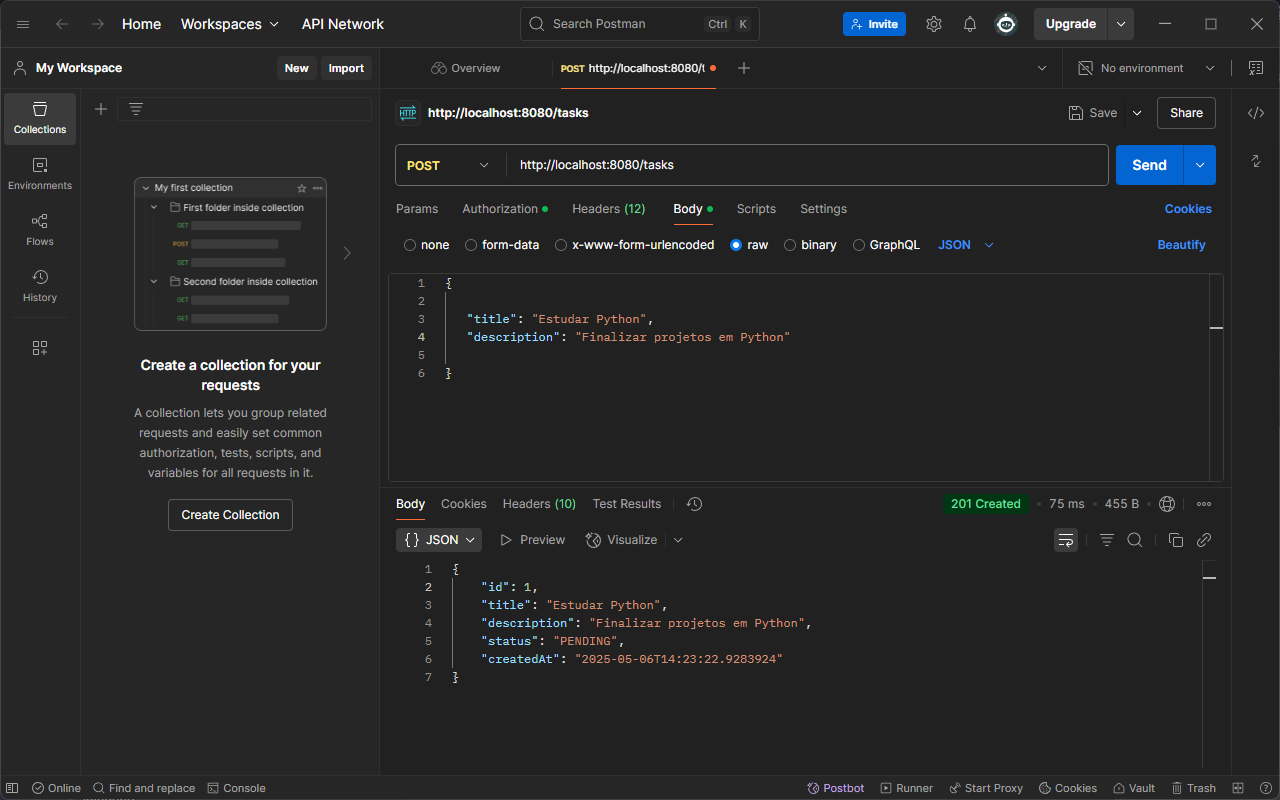 Home Workspaces API Network Search Postman Ctrl K Invite Upgrade
My Workspace New Import Overview POST http://localhost:8080/t No environment
Collections
Environments
Flows
History
My first collection
First folder inside collection
GET
POST
GET
Second folder inside collection
GET
GET
Create a collection for your
requests
A collection lets you group related
requests and easily set common
authorization, tests, scripts, and
variables for all requests in it.
Create Collection
HTTP http://localhost:8080/tasks Save Share
POST http://localhost:8080/tasks Send
Params Authorization Headers (12) Body Scripts Settings Cookies
none form-data x-www-form-urlencoded raw binary GraphQL JSON Beautify
1 {
2
3 "title": "Estudar Python",
4 "description": "Finalizar projetos em Python"
5
6 }
Body Cookies Headers (10) Test Results 201 Created 75 ms 455 B
{} JSON Preview Visualize
1 {
2 "id": 1,
3 "title": "Estudar Python",
4 "description": "Finalizar projetos em Python",
5 "status": "PENDING",
6 "createdAt": "2025-05-06T14:23:22.9283924"
7 }
Online Find and replace Console Postbot Runner Start Proxy Cookies Vault Trash